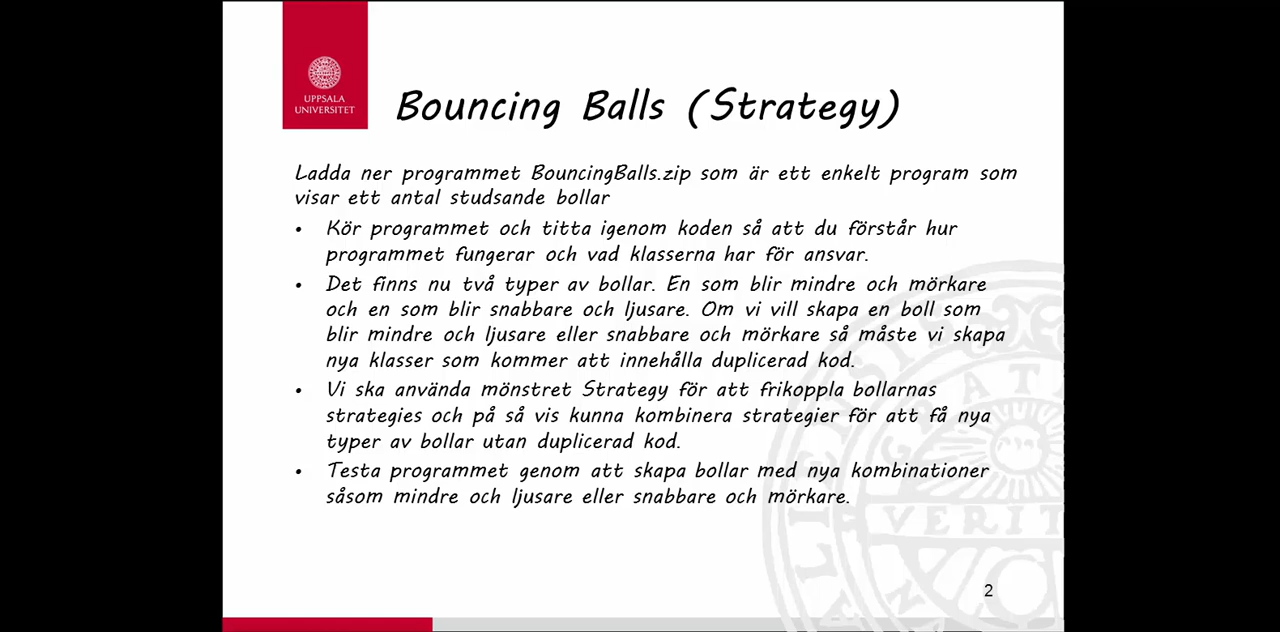 UPPSALA
UNIVERSITET
Bouncing Balls (Strategy)
Ladda ner programmet BouncingBalls.zip som är ett enkelt program som
visar ett antal studsande bollar
• Kör programmet och titta igenom koden så att du förstår hur
programmet fungerar och vad klasserna har för ansvar.
• Det finns nu två typer av bollar. En som blir mindre och mörkare
och en som blir snabbare och ljusare. Om vi vill skapa en boll som
blir mindre och ljusare eller snabbare och mörkare så måste vi skapa
nya klasser som kommer att innehålla duplicerad kod.
• Vi ska använda mönstret Strategy för att frikoppla bollarnas
strategies och på så vis kunna kombinera strategier för att få nya
typer av bollar utan duplicerad kod.
• Testa programmet genom att skapa bollar med nya kombinationer
såsom mindre och ljusare eller snabbare och mörkare.
VERIT
2